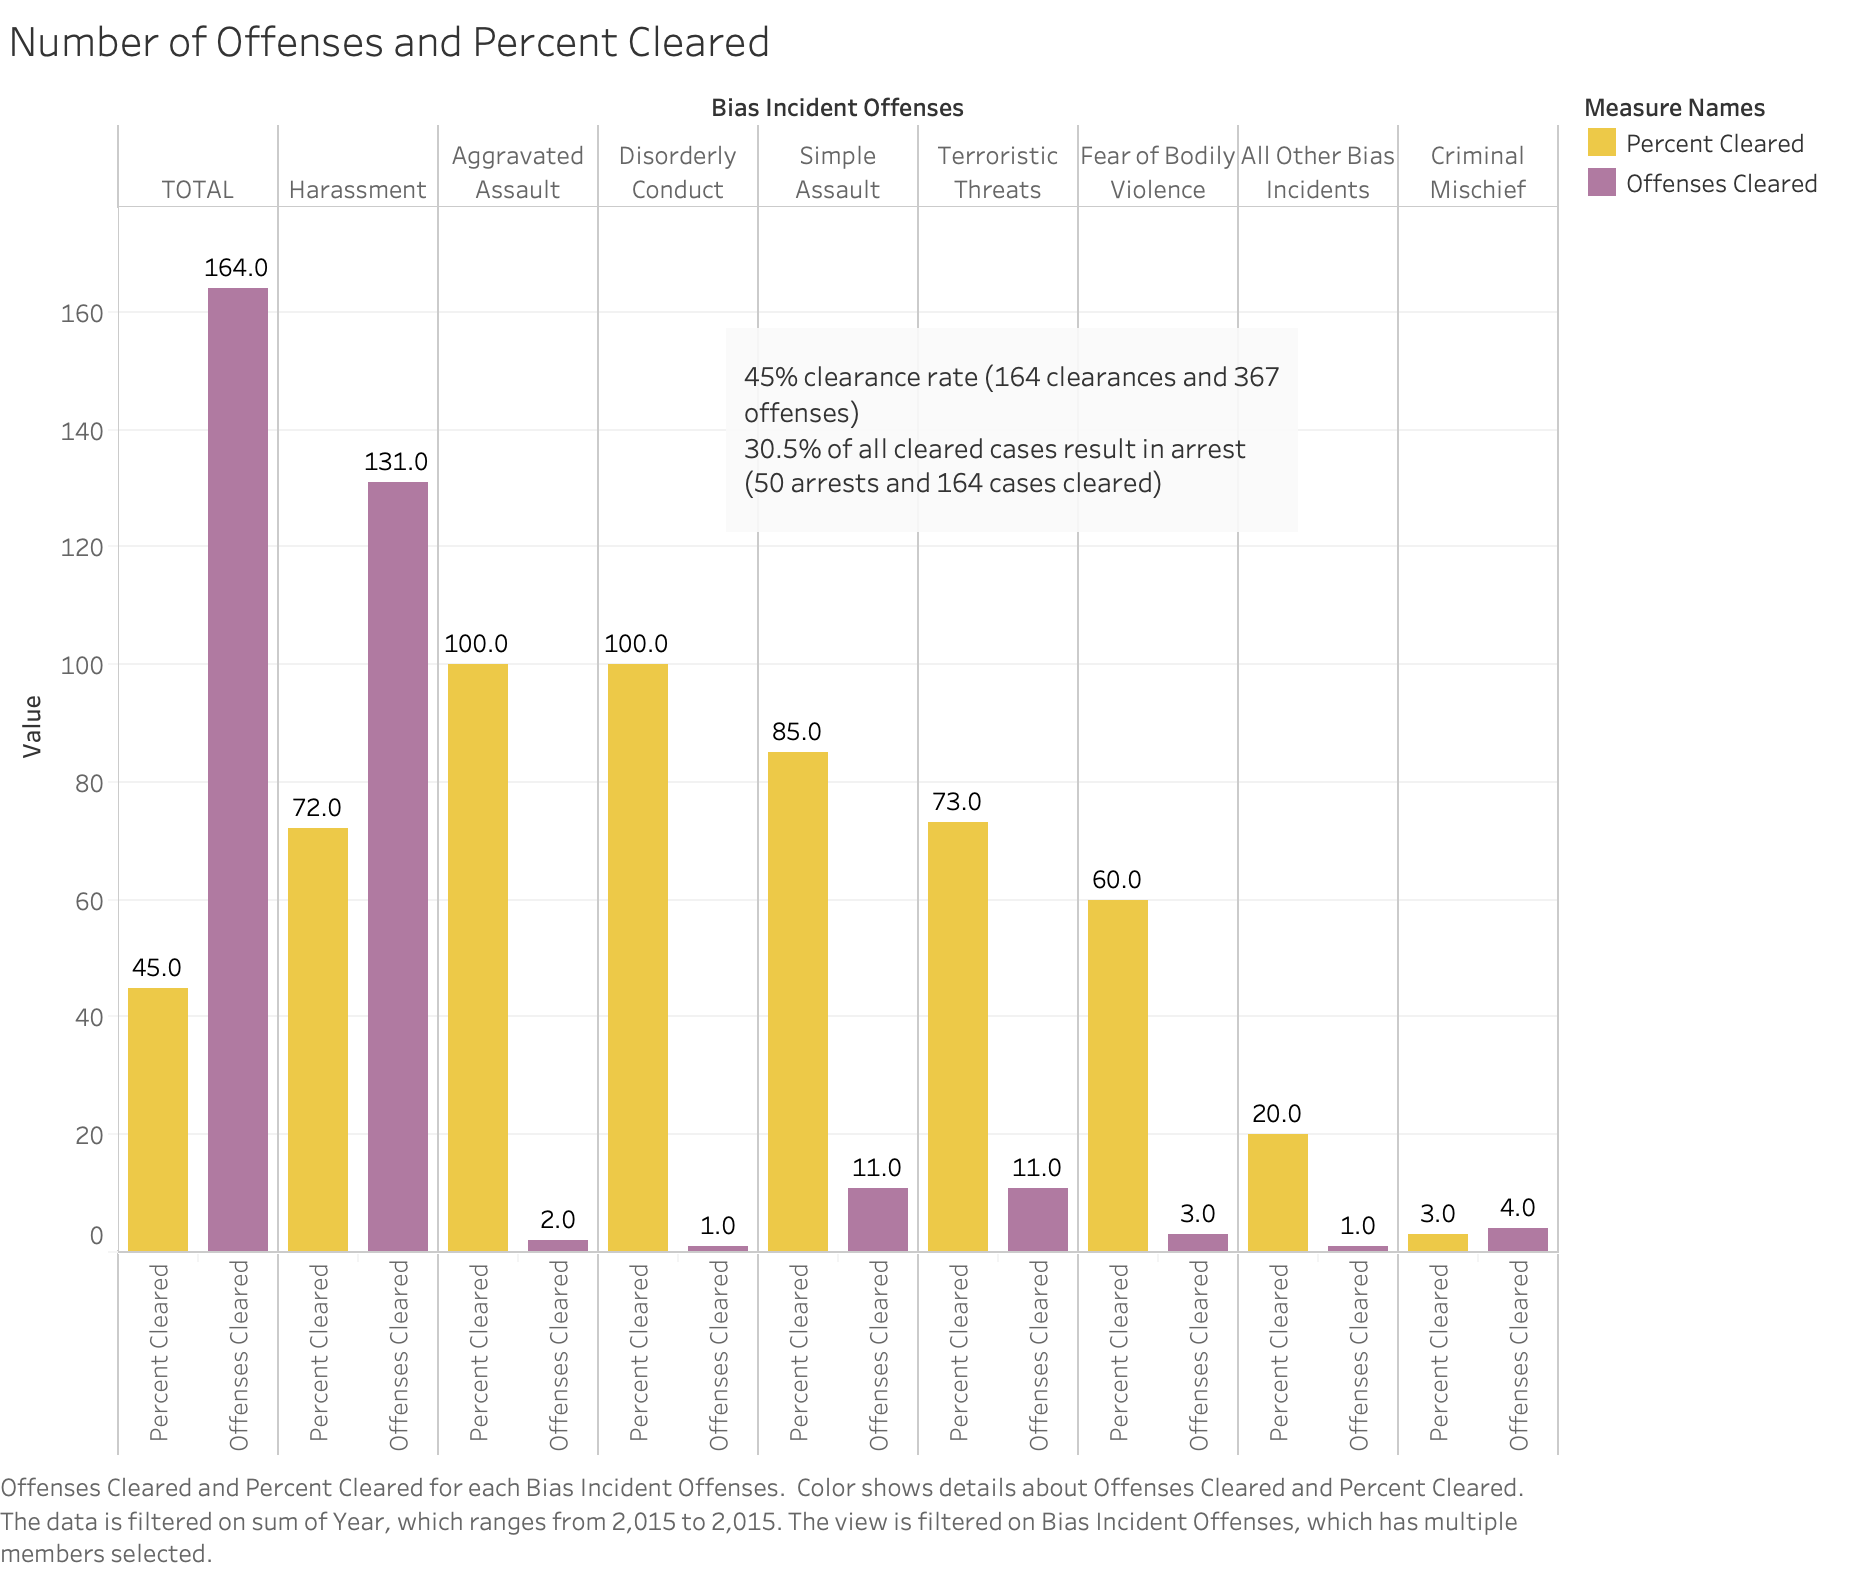 Number of Offenses and Percent Cleared
Bias Incident Offenses
Measure Names
Percent Cleared
Offenses Cleared
TOTAL
Harassment
Aggravated
Assault
Disorderly
Conduct
Simple
Assault
Terroristic
Threats
Fear of Bodily
Violence
All Other Bias
Incidents
Criminal
Mischief
Value
160
140
120
100
80
60
40
20
0
45.0
164.0
72.0
131.0
100.0
2.0
100.0
1.0
85.0
11.0
73.0
11.0
60.0
3.0
20.0
1.0
3.0
4.0
45% clearance rate (164 clearances and 367
offenses)
30.5% of all cleared cases result in arrest
(50 arrests and 164 cases cleared)
Percent Cleared
Offenses Cleared
Percent Cleared
Offenses Cleared
Percent Cleared
Offenses Cleared
Percent Cleared
Offenses Cleared
Percent Cleared
Offenses Cleared
Percent Cleared
Offenses Cleared
Percent Cleared
Offenses Cleared
Percent Cleared
Offenses Cleared
Percent Cleared
Offenses Cleared
Offenses Cleared and Percent Cleared for each Bias Incident Offenses.  Color shows details about Offenses Cleared and Percent Cleared.
The data is filtered on sum of Year, which ranges from 2,015 to 2,015. The view is filtered on Bias Incident Offenses, which has multiple
members selected.